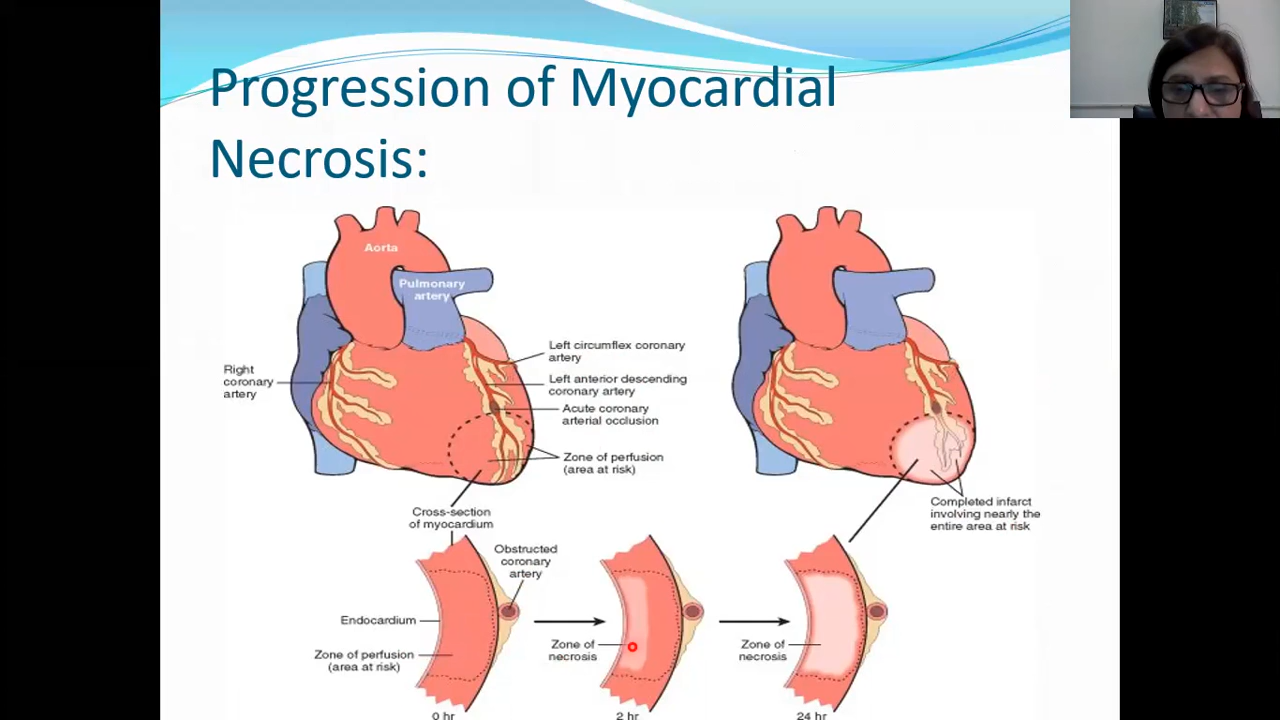 Progression of Myocardial
Necrosis:
Aorta
Pulmonary
artery
Right
coronary
artery
Left circumflex coronary
artery
Left anterior descending
coronary artery
Acute coronary
arterial occlusion
Zone of perfusion
(area at risk)
Cross-section
of myocardium
Completed infarct
involving nearly the
entire area at risk
Obstructed
coronary
artery
Endocardium
Zone of perfusion
(area at risk)
Zone of
necrosis
Zone of
necrosis
0 hr
2 hr
24 hr